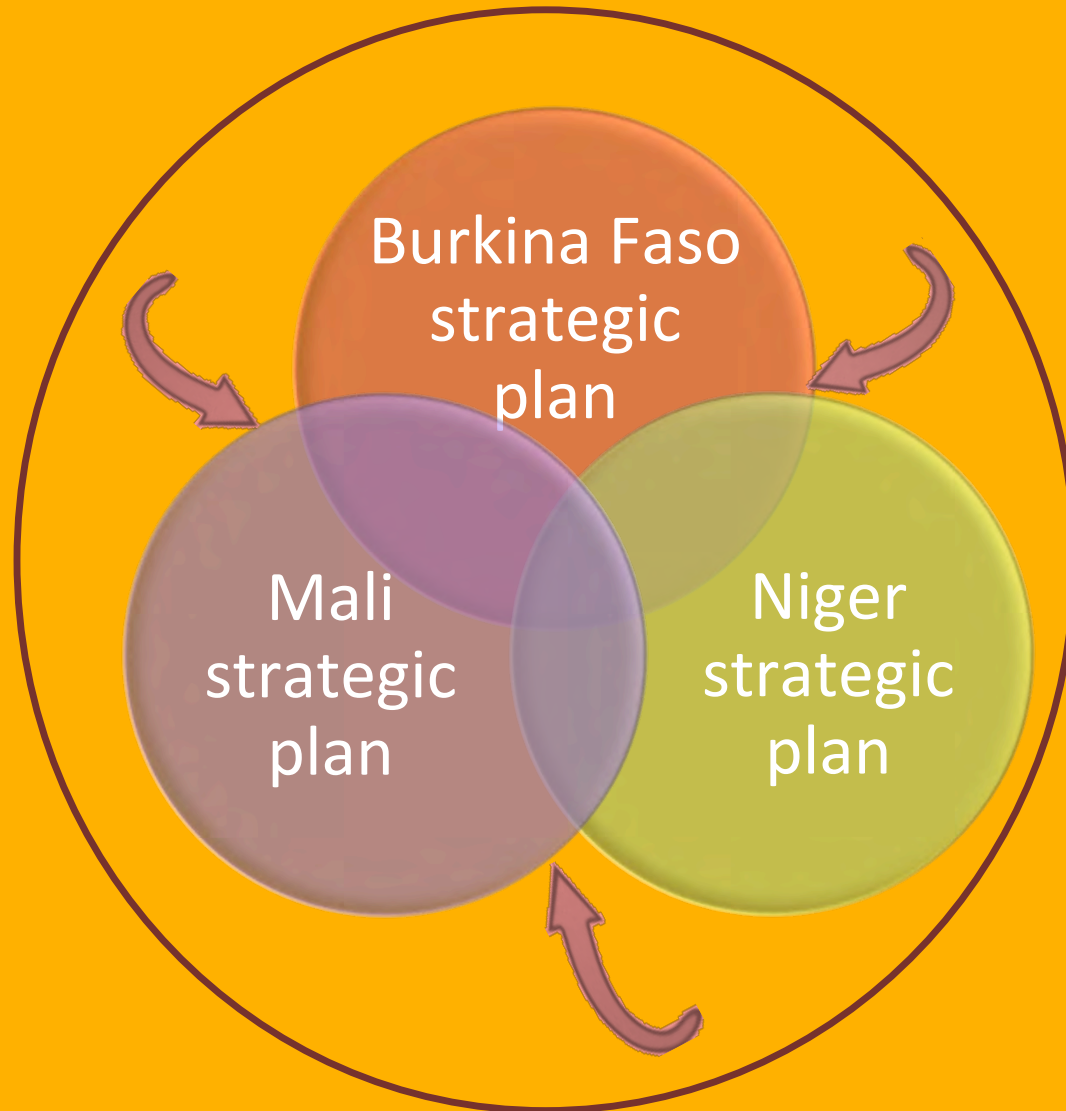 Burkina Faso
strategic
plan
Mali
strategic
plan
Niger
strategic
plan